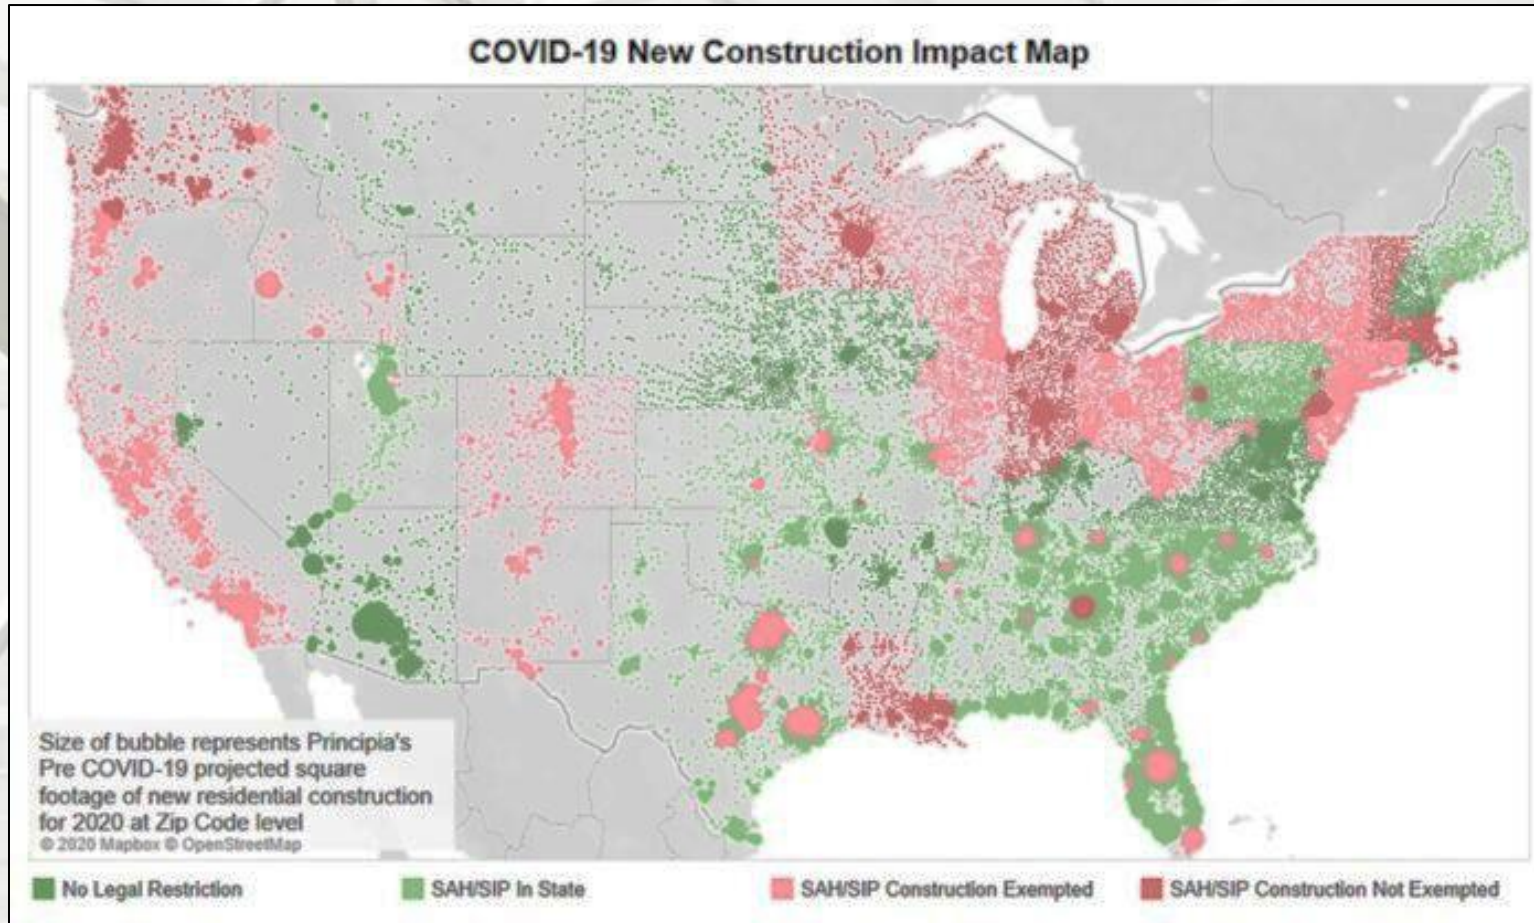 COVID-19 New Construction Impact Map
Size of bubble represents Principia's
Pre COVID-19 projected square
footage of new residential construction
for 2020 at Zip Code level
© 2020 Mapbox © OpenStreetMap
No Legal Restriction
SAH/SIP In State
SAH/SIP Construction Exempted
SAH/SIP Construction Not Exempted